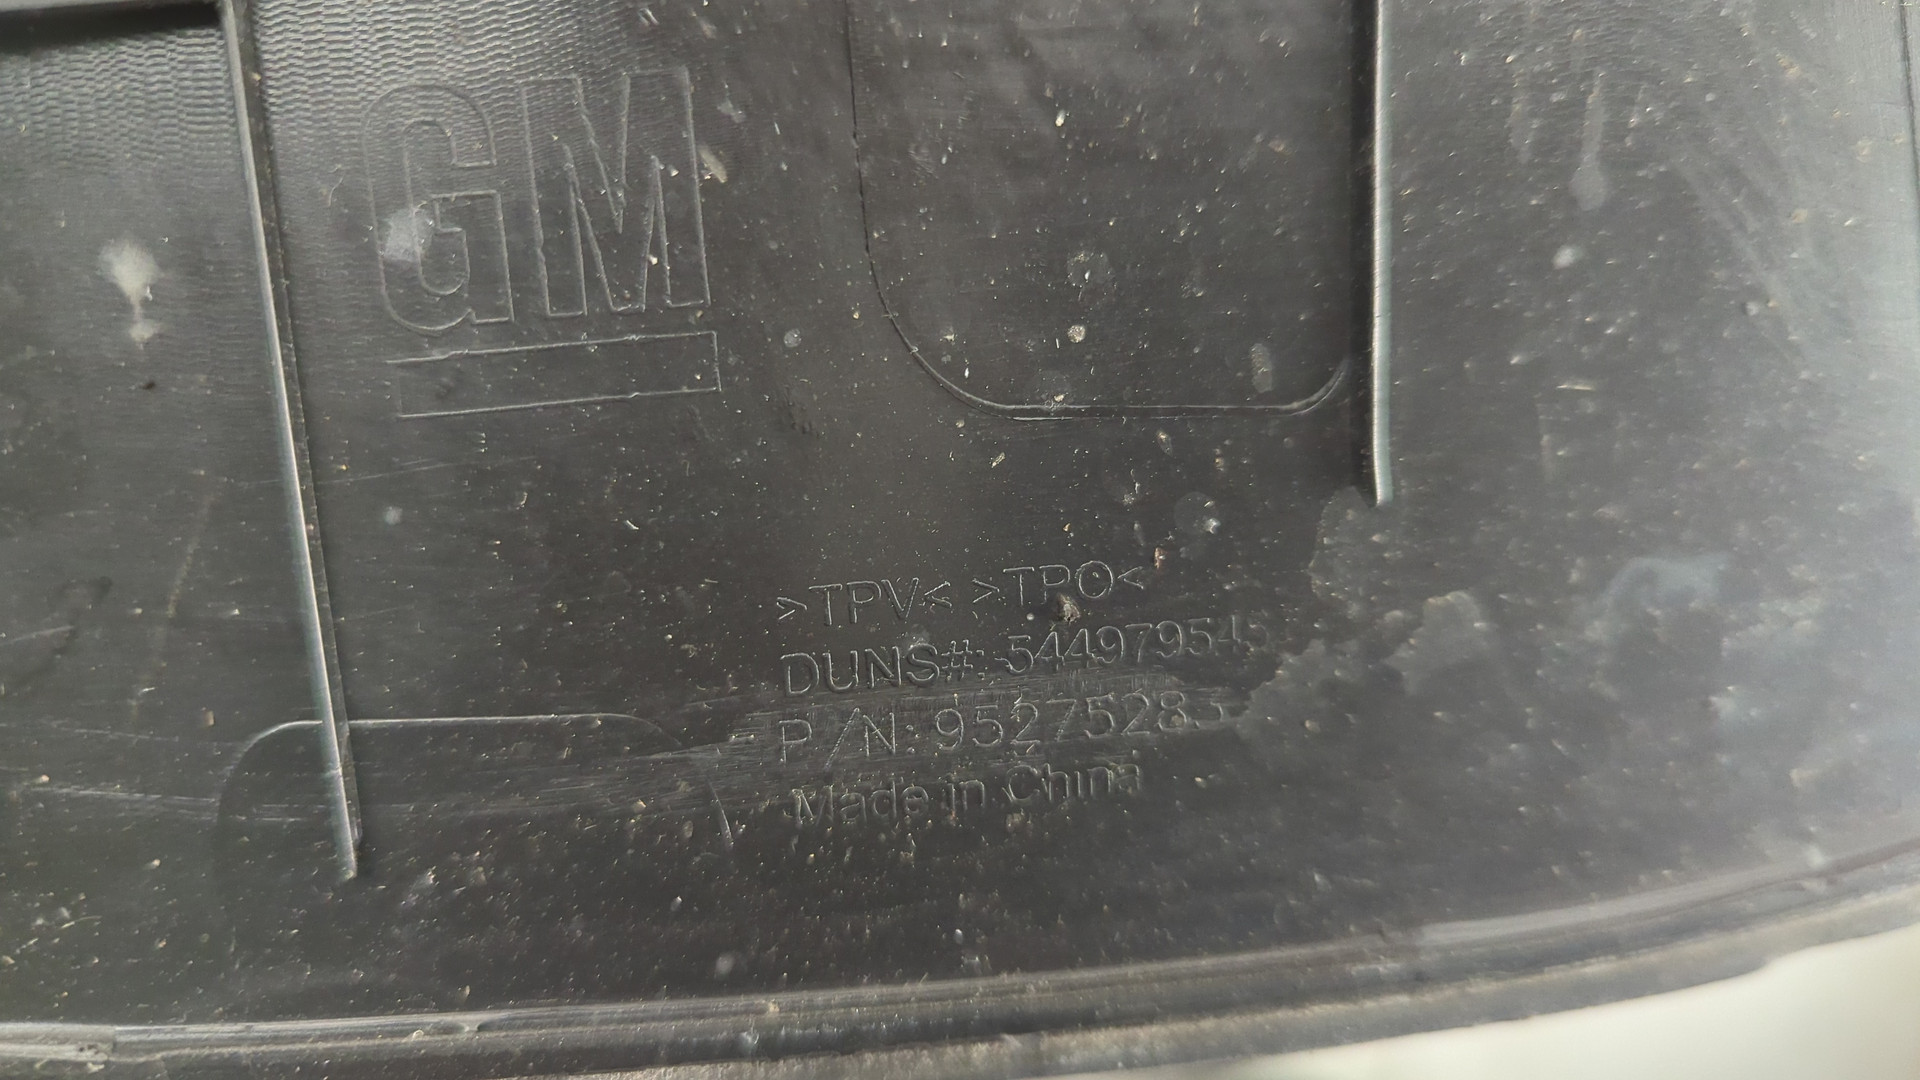 GM
>TPV< >TPO<
DUNS#: 544979545
P/N: 95275283
Made in China